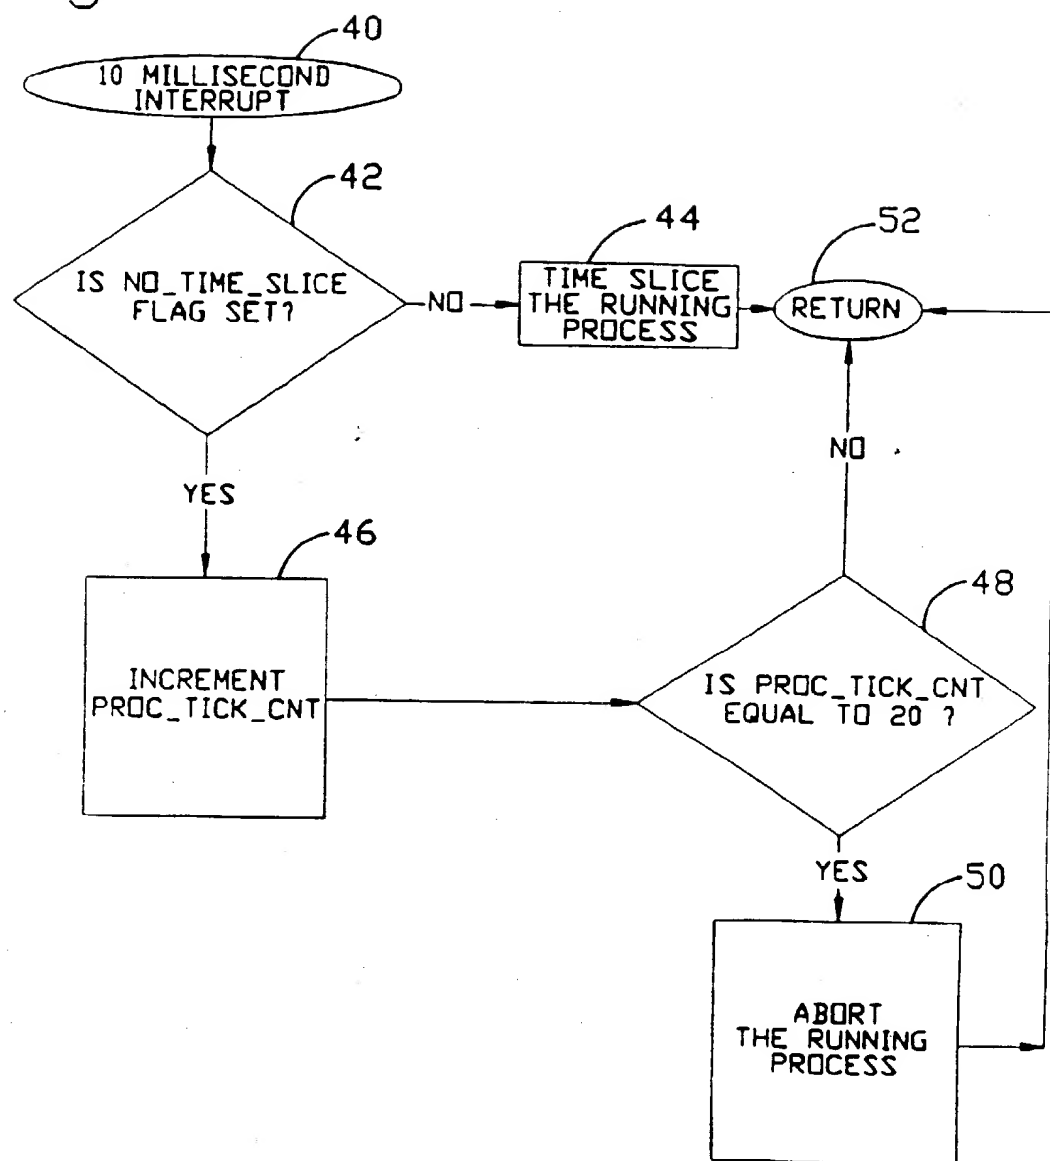 40
10 MILLISECOND
INTERRUPT
42
IS NO_TIME_SLICE
FLAG SET?
NO
44
TIME SLICE
THE RUNNING
PROCESS
52
RETURN
YES
NO
46
INCREMENT
PROC_TICK_CNT
48
IS PROC_TICK_CNT
EQUAL TO 20 ?
YES
50
ABORT
THE RUNNING
PROCESS